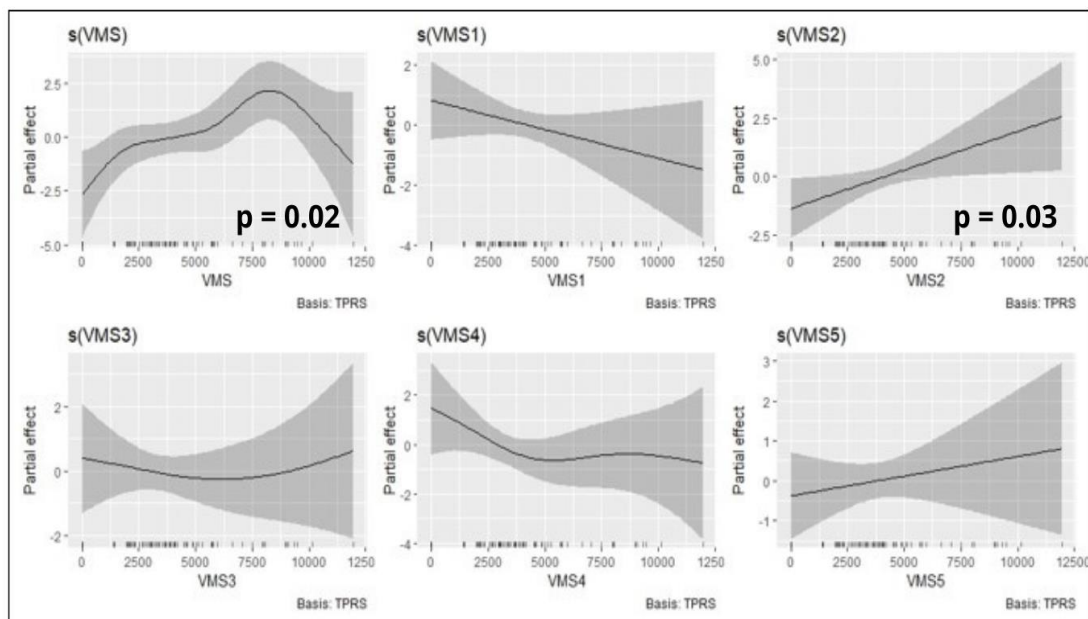 s(VMS)
2.5
0.0
-2.5
-5.0
Partial effect
p = 0.02
0 2500 5000 7500 10000 1250
VMS
Basis: TPRS
s(VMS1)
2
0
-2
-4
Partial effect
0 2500 5000 7500 10000 12500
VMS1
Basis: TPRS
s(VMS2)
5.0
2.5
0.0
-2.5
Partial effect
p = 0.03
0 2500 5000 7500 10000 1250
VMS2
Basis: TPRS
s(VMS3)
2
0
-2
Partial effect
0 2500 5000 7500 10000 1250
VMS3
Basis: TPRS
s(VMS4)
2
0
-2
-4
Partial effect
0 2500 5000 7500 10000 12500
VMS4
Basis: TPRS
s(VMS5)
3
2
1
0
-1
Partial effect
0 2500 5000 7500 10000 12500
VMS5
Basis: TPRS